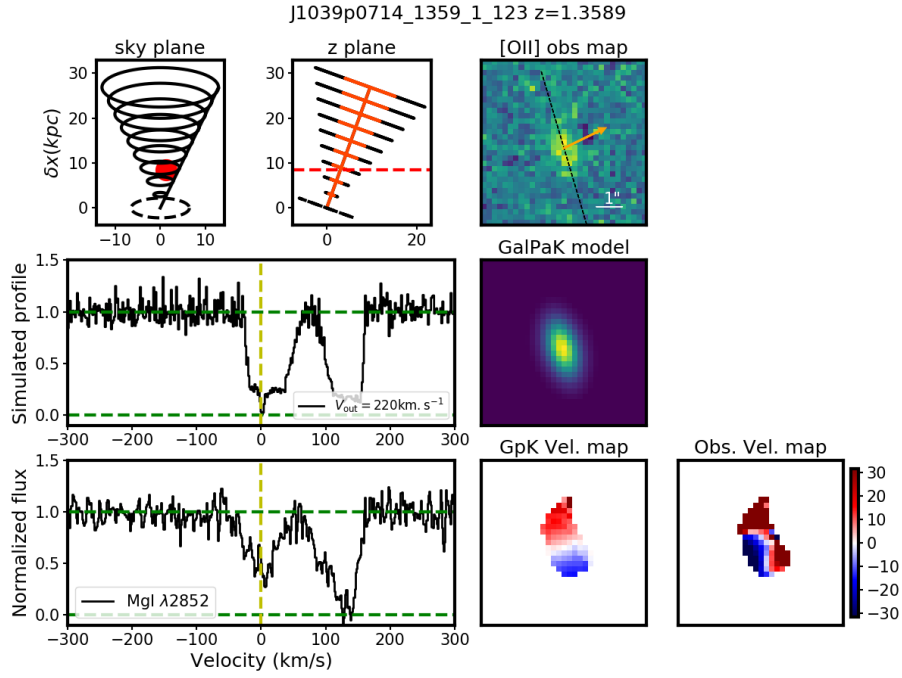 J1039p0714_1359_1_123 z=1.3589
sky plane
z plane
[OII] obs map
δx(kpc)
30
20
10
0
−10 0 10
0 20
1"
GalPaK model
Simulated profile
1.5
1.0
0.5
0.0
V_out = 220km.s⁻¹
−300 −200 −100 0 100 200 300
GpK Vel. map
Obs. Vel. map
Normalized flux
1.5
1.0
0.5
0.0
MgI λ2852
−300 −200 −100 0 100 200 300
Velocity (km/s)
30
20
10
0
−10
−20
−30